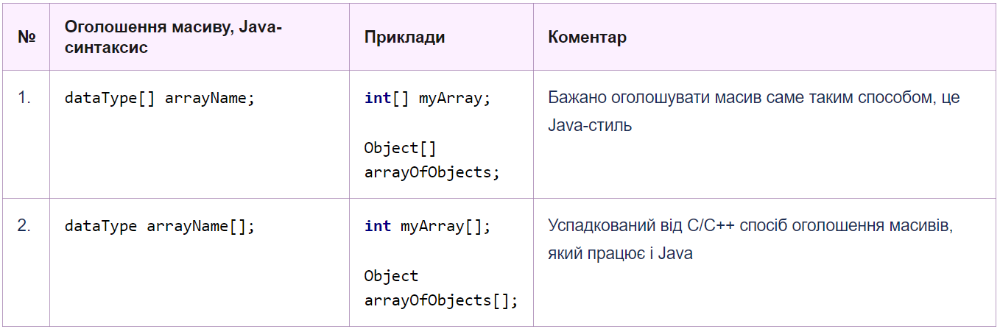 №
Оголошення масиву, Java-
синтаксис
Приклади
Коментар
1.
dataType[] arrayName;
int[] myArray;
Object[]
arrayOfObjects;
Бажано оголошувати масив саме таким способом, це
Java-стиль
2.
dataType arrayName[];
int myArray[];
Object
arrayOfObjects[];
Успадкований від С/С++ спосіб оголошення масивів,
який працює і Java